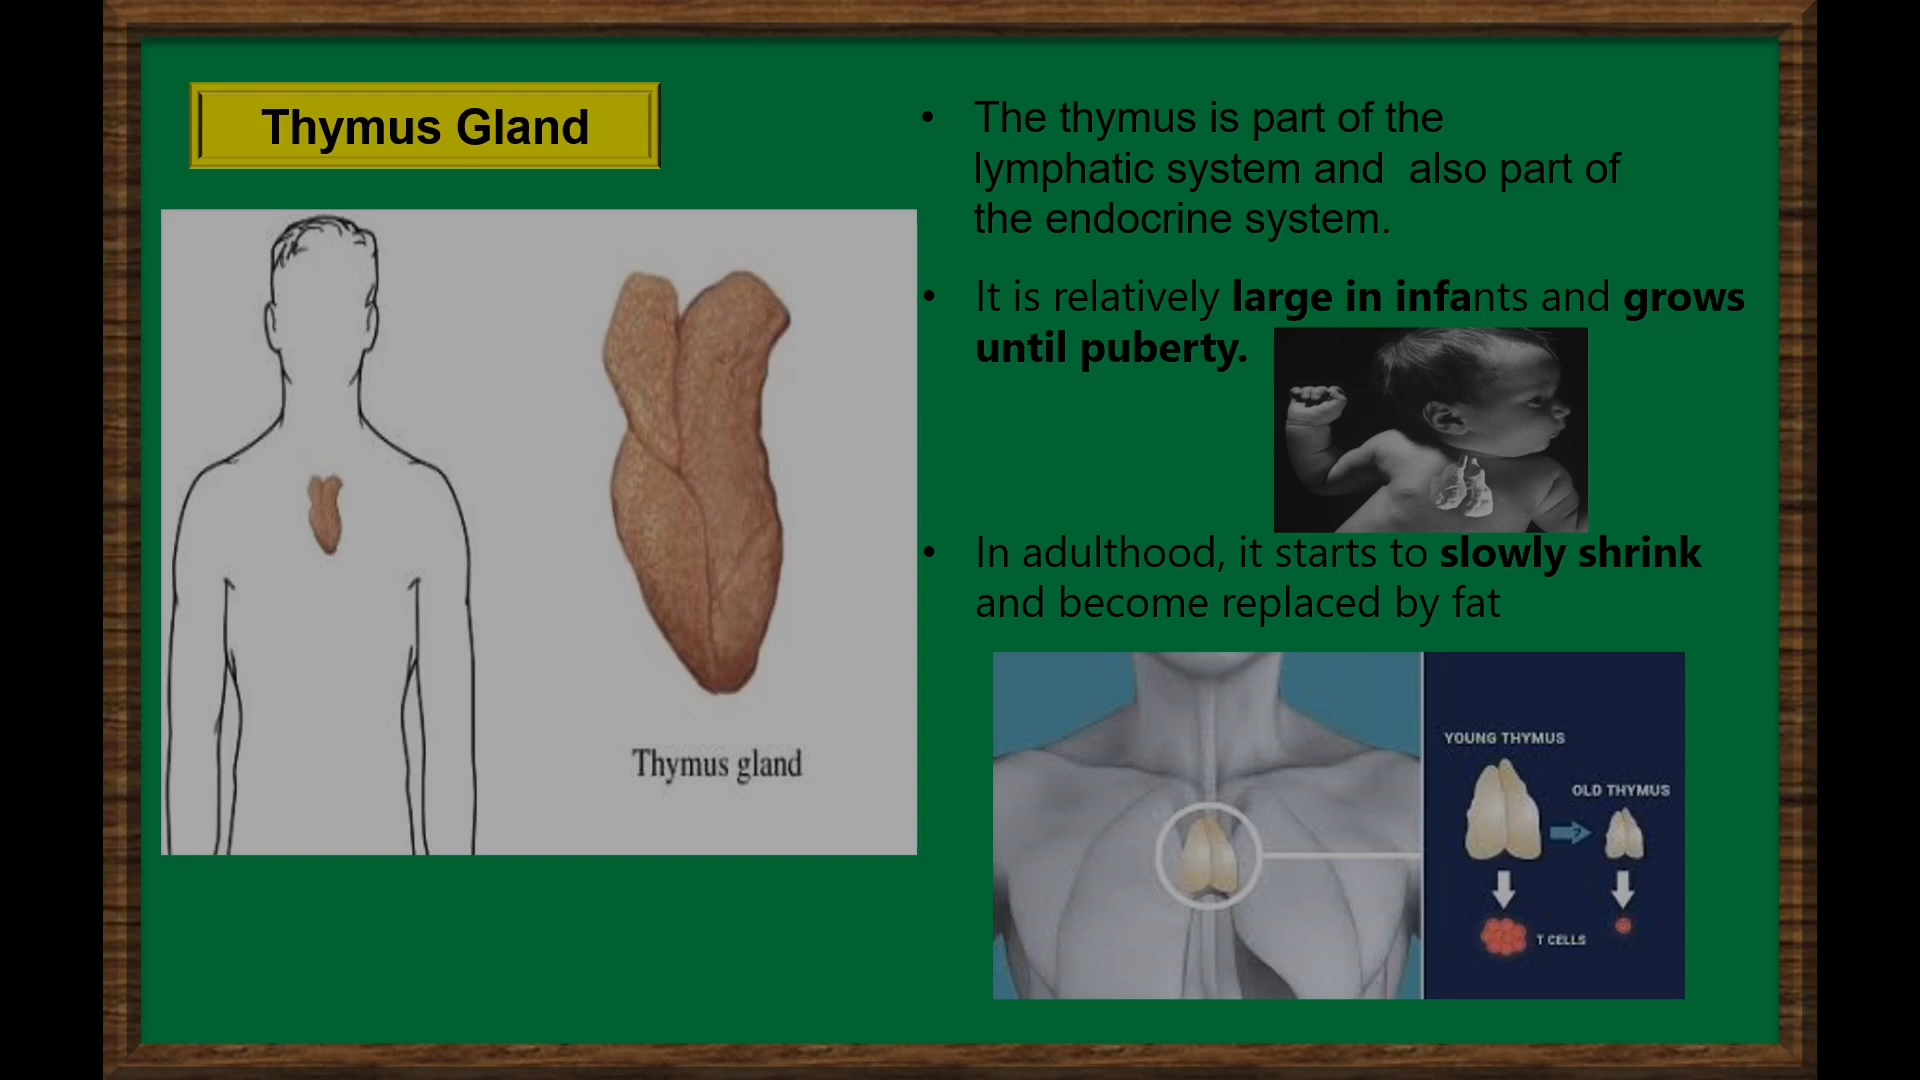 Thymus Gland
• The thymus is part of the
lymphatic system and  also part of
the endocrine system.
• It is relatively large in infants and grows
until puberty.
• In adulthood, it starts to slowly shrink
and become replaced by fat
Thymus gland
YOUNG THYMUS
OLD THYMUS
T CELLS